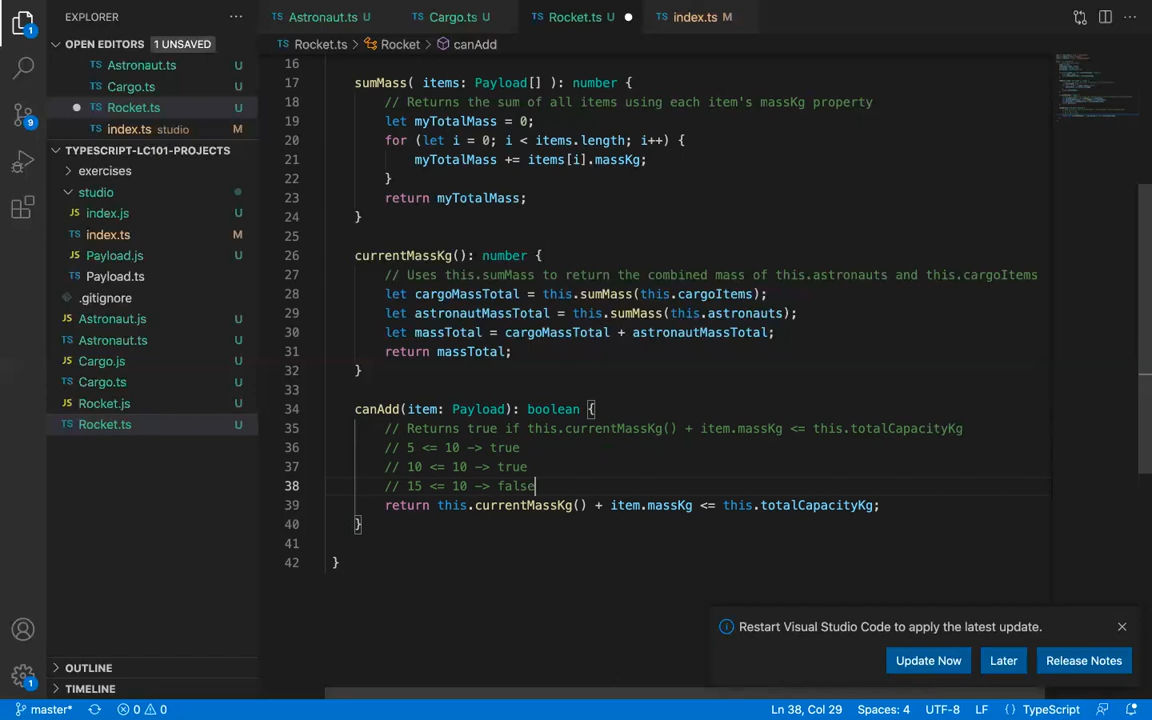 EXPLORER
Astronaut.ts U
Cargo.ts U
Rocket.ts U
index.ts M
OPEN EDITORS 1 UNSAVED
Rocket.ts > Rocket > canAdd
Astronaut.ts U
Cargo.ts U
Rocket.ts U
index.ts studio M
TYPESCRIPT-LC101-PROJECTS
exercises
studio
index.js U
index.ts M
Payload.js U
Payload.ts
.gitignore
Astronaut.js U
Astronaut.ts U
Cargo.js U
Cargo.ts U
Rocket.js U
Rocket.ts U
OUTLINE
TIMELINE
16
17 sumMass( items: Payload[] ): number {
18 // Returns the sum of all items using each item's massKg property
19 let myTotalMass = 0;
20 for (let i = 0; i < items.length; i++) {
21 myTotalMass += items[i].massKg;
22 }
23 return myTotalMass;
24 }
25
26 currentMassKg(): number {
27 // Uses this.sumMass to return the combined mass of this.astronauts and this.cargoItems
28 let cargoMassTotal = this.sumMass(this.cargoItems);
29 let astronautMassTotal = this.sumMass(this.astronauts);
30 let massTotal = cargoMassTotal + astronautMassTotal;
31 return massTotal;
32 }
33
34 canAdd(item: Payload): boolean {
35 // Returns true if this.currentMassKg() + item.massKg <= this.totalCapacityKg
36 // 5 <= 10 -> true
37 // 10 <= 10 -> true
38 // 15 <= 10 -> false
39 return this.currentMassKg() + item.massKg <= this.totalCapacityKg;
40 }
41
42 }
Restart Visual Studio Code to apply the latest update.
Update Now Later Release Notes
1
9
1
master* 0 0 Ln 38, Col 29 Spaces: 4 UTF-8 LF {} TypeScript